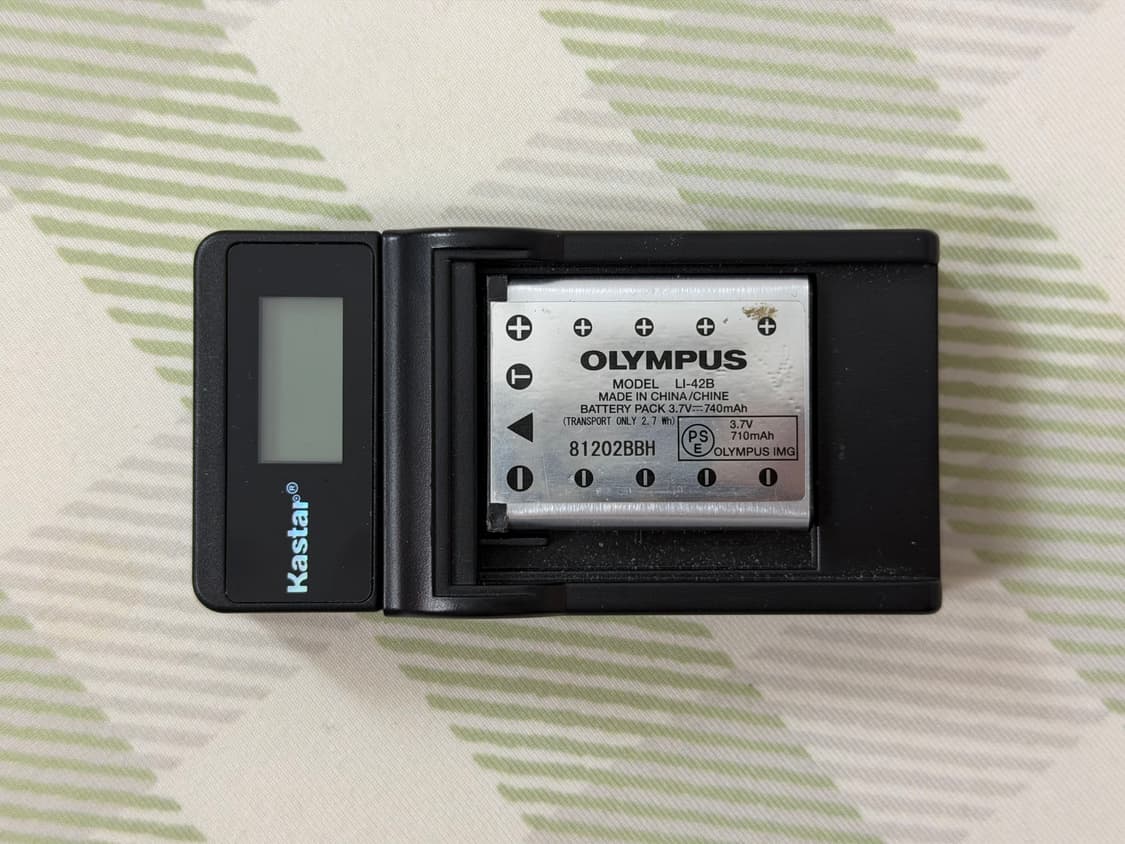 Kastar®
OLYMPUS
MODEL LI-42B
MADE IN CHINA/CHINE
BATTERY PACK 3.7V⎓740mAh
(TRANSPORT ONLY 2.7 Wh)
81202BBH
PS
E
3.7V
710mAh
OLYMPUS IMG
T